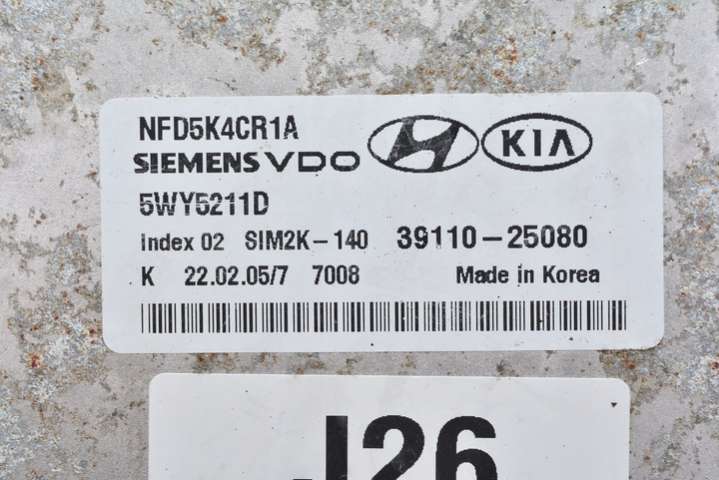 NFD5K4CR1A
KIA
SIEMENS VDO
5WY5211D
Index 02 SIM2K-140 39110-25080
K 22.02.05/7 7008 Made in Korea
J26